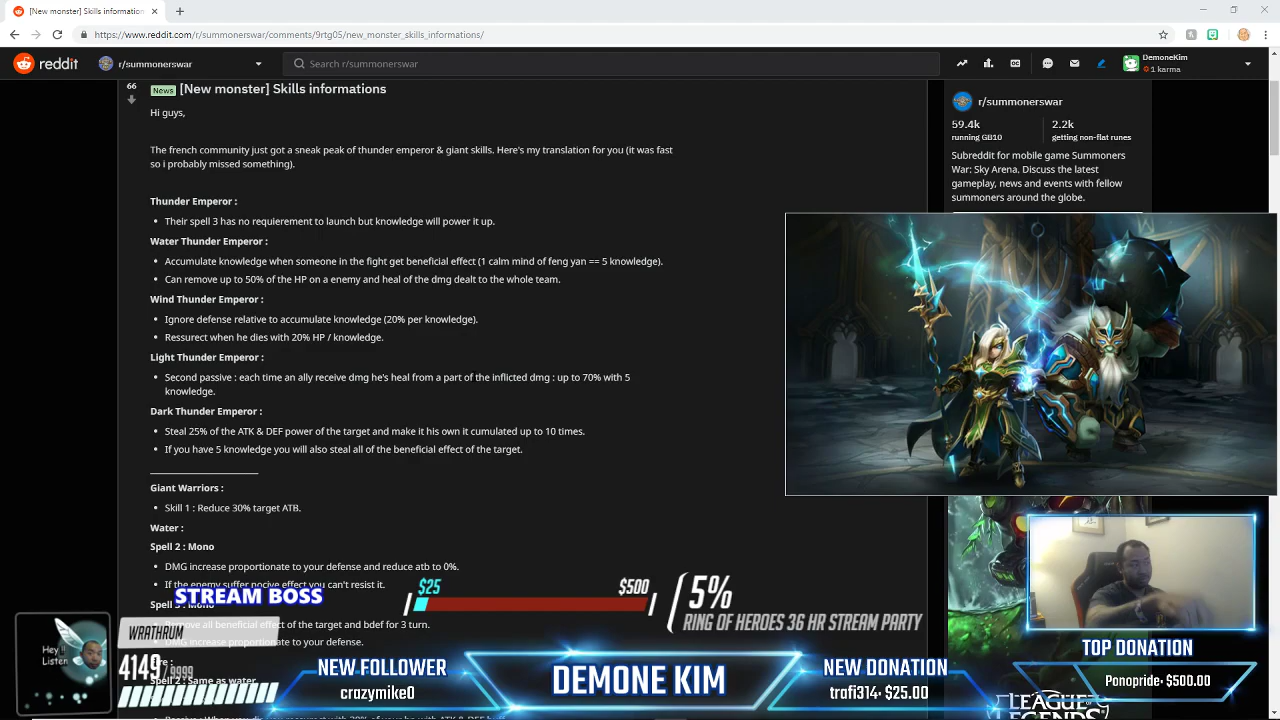 [New monster] Skills information
https://www.reddit.com/r/summonerswar/comments/9rtg05/new_monster_skills_informations/
reddit
r/summonerswar
Search r/summonerswar
DemoneKim
1 karma
66
News
[New monster] Skills informations
Hi guys,
The french community just got a sneak peak of thunder emperor & giant skills. Here's my translation for you (it was fast
so i probably missed something).
Thunder Emperor :
• Their spell 3 has no requierement to launch but knowledge will power it up.
Water Thunder Emperor :
• Accumulate knowledge when someone in the fight get beneficial effect (1 calm mind of feng yan == 5 knowledge).
• Can remove up to 50% of the HP on a enemy and heal of the dmg dealt to the whole team.
Wind Thunder Emperor :
• Ignore defense relative to accumulate knowledge (20% per knowledge).
• Ressurect when he dies with 20% HP / knowledge.
Light Thunder Emperor :
• Second passive : each time an ally receive dmg he's heal from a part of the inflicted dmg : up to 70% with 5
knowledge.
Dark Thunder Emperor :
• Steal 25% of the ATK & DEF power of the target and make it his own it cumulated up to 10 times.
• If you have 5 knowledge you will also steal all of the beneficial effect of the target.
Giant Warriors :
• Skill 1 : Reduce 30% target ATB.
Water :
Spell 2 : Mono
• DMG increase proportionate to your defense and reduce atb to 0%.
• If the enemy suffer nocive effect you can't resist it.
Spell 3 : Mono
effect of the target and bdef for 3 turn.
DMG increase proportionate to your defense.
Spell 2 : Same as water
r/summonerswar
59.4k
running GB10
2.2k
getting non-flat runes
Subreddit for mobile game Summoners
War: Sky Arena. Discuss the latest
gameplay, news and events with fellow
summoners around the globe.
STREAM BOSS
$25
$500
5%
RING OF HEROES 36 HR STREAM PARTY
Hey !!
Listen
WRATHRUM
4149/9999
NEW FOLLOWER
crazymike0
DEMONE KIM
NEW DONATION
trafi314· $25.00
TOP DONATION
Ponopride· $500.00
LEAGUE OF
LEGENDS